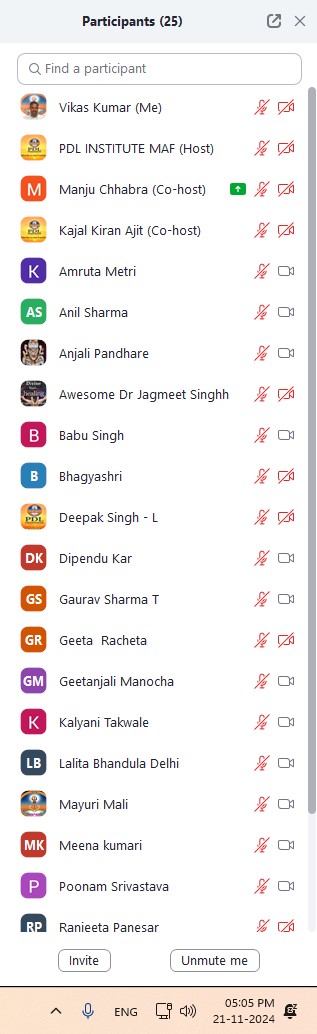 Participants (25)
Find a participant
Vikas Kumar (Me)
PDL INSTITUTE MAF (Host)
M Manju Chhabra (Co-host)
Kajal Kiran Ajit (Co-host)
K Amruta Metri
AS Anil Sharma
Anjali Pandhare
Awesome Dr Jagmeet Singhh
B Babu Singh
B Bhagyashri
Deepak Singh - L
DK Dipendu Kar
GS Gaurav Sharma T
GR Geeta Racheta
GM Geetanjali Manocha
K Kalyani Takwale
LB Lalita Bhandula Delhi
Mayuri Mali
MK Meena kumari
P Poonam Srivastava
RP Ranjeeta Panesar
Invite Unmute me
ENG
05:05 PM
21-11-2024